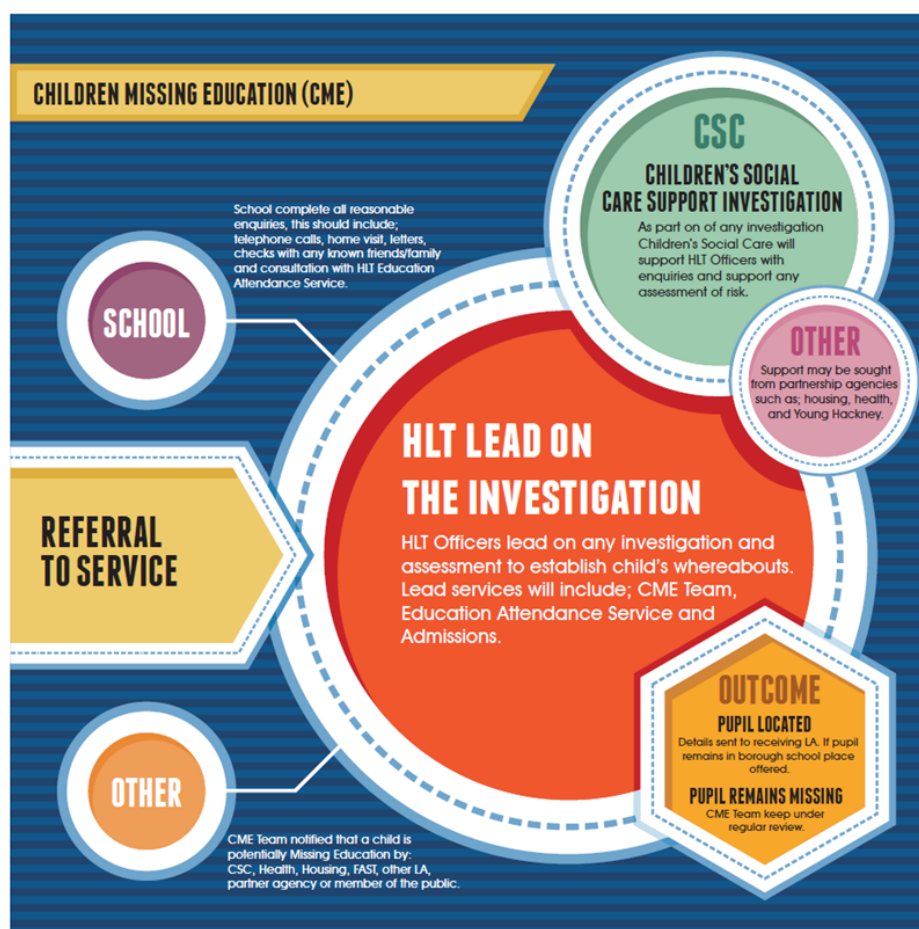 CHILDREN MISSING EDUCATION (CME)
CSC
CHILDREN'S SOCIAL
CARE SUPPORT INVESTIGATION
As part on of any investigation
Children's Social Care will
support HLT Officers with
enquiries and support any
assessment of risk.
School complete all reasonable
enquiries, this should include;
telephone calls, home visit, letters,
checks with any known friends/family
and consultation with HLT Education
Attendance Service.
SCHOOL
OTHER
Support may be sought
from partnership agencies
such as; housing, health,
and Young Hackney.
HLT LEAD ON
THE INVESTIGATION
HLT Officers lead on any investigation and
assessment to establish child's whereabouts.
Lead services will include; CME Team,
Education Attendance Service and
Admissions.
REFERRAL
TO SERVICE
OUTCOME
PUPIL LOCATED
Details sent to receiving LA. If pupil
remains in borough school place
offered.
PUPIL REMAINS MISSING
CME Team keep under
regular review.
OTHER
CME Team notified that a child is
potentially Missing Education by:
CSC, Health, Housing, FAST, other LA,
partner agency or member of the public.